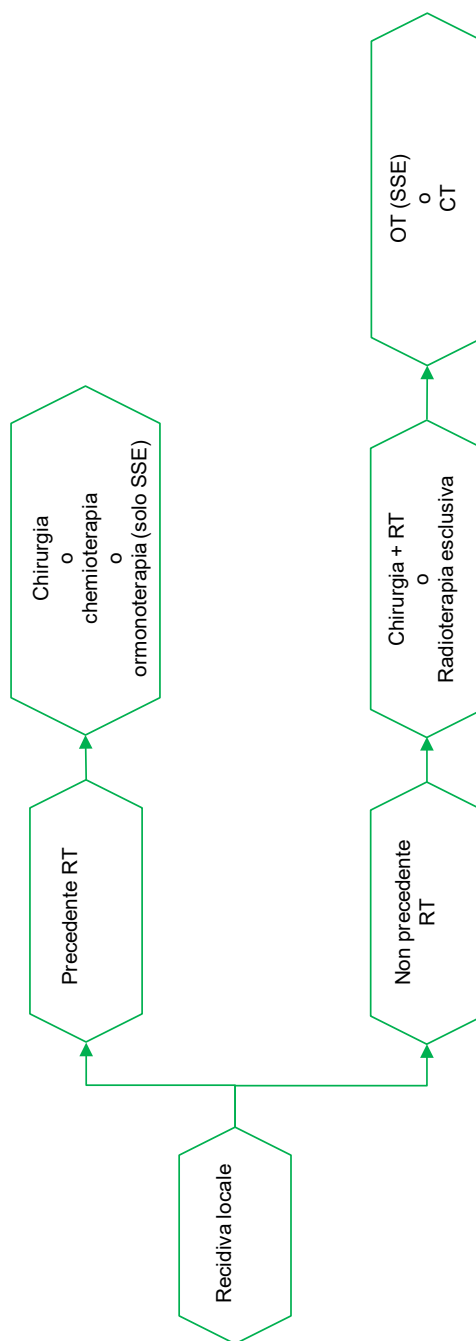 Recidiva locale
Precedente RT
Chirurgia
o
chemioterapia
o
ormonoterapia (solo SSE)
Non precedente
RT
Chirurgia + RT
o
Radioterapia esclusiva
OT (SSE)
o
CT